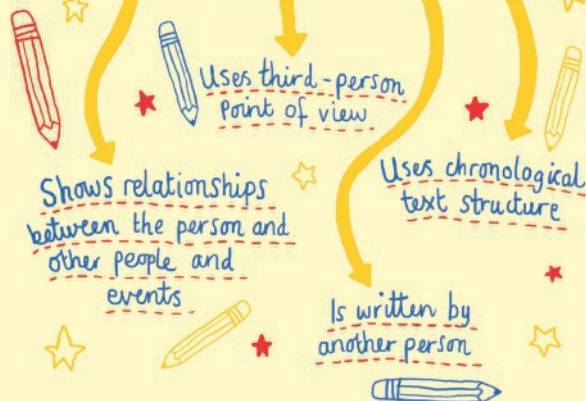 Uses third-person
Point of view
Shows relationships
between the person and
other people and
events
Uses chronological
text structure
Is written by
another person